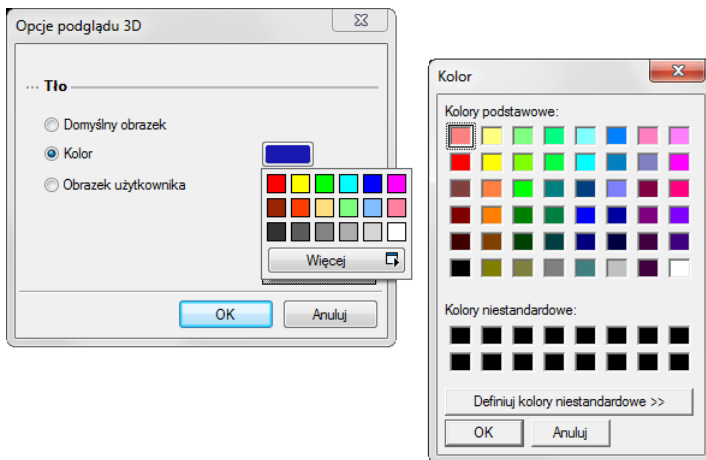 Opcje podglądu 3D
Tło
Domyślny obrazek
Kolor
Obrazek użytkownika
Więcej
OK
Anuluj
Kolor
Kolory podstawowe:
Kolory niestandardowe:
Definiuj kolory niestandardowe >>
OK
Anuluj